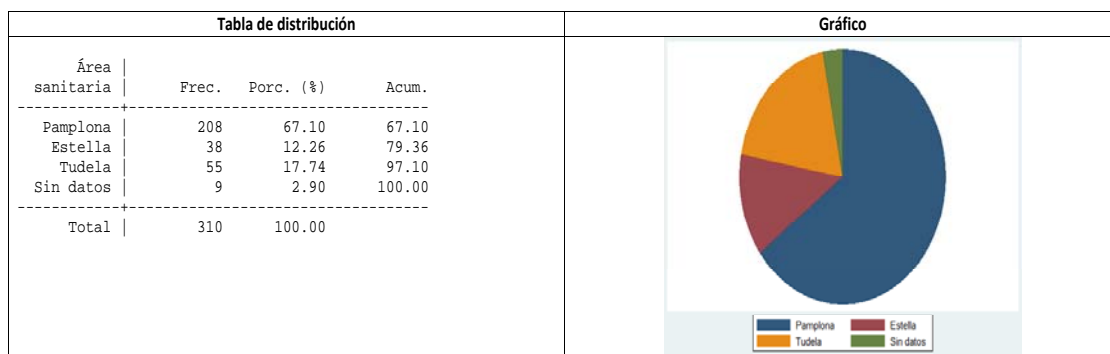 Tabla de distribución
Gráfico
Área |
sanitaria | Frec. Porc. (%) Acum.
------------+-----------------------------------
Pamplona | 208 67.10 67.10
Estella | 38 12.26 79.36
Tudela | 55 17.74 97.10
Sin datos | 9 2.90 100.00
------------+-----------------------------------
Total | 310 100.00
Pamplona Estella
Tudela Sin datos